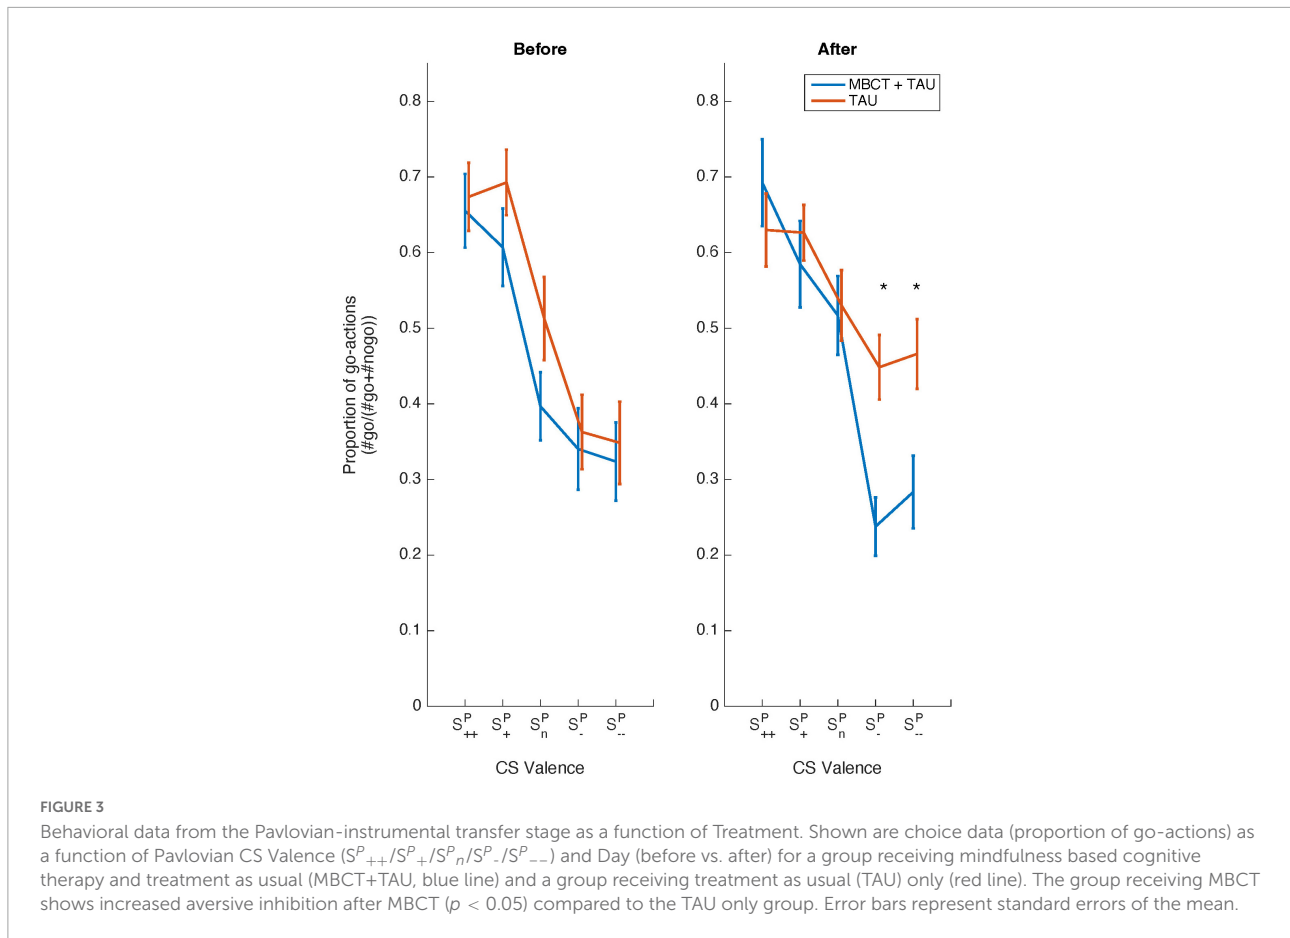 Before
After
MBCT + TAU
TAU
Proportion of go-actions
(#go/(#go+#nogo))
0.8
0.7
0.6
0.5
0.4
0.3
0.2
0.1
0
0.8
0.7
0.6
0.5
0.4
0.3
0.2
0.1
0
* *
S^P_++ S^P_+ S^P_n S^P_- S^P_--
S^P_++ S^P_+ S^P_n S^P_- S^P_--
CS Valence
CS Valence
FIGURE 3
Behavioral data from the Pavlovian-instrumental transfer stage as a function of Treatment. Shown are choice data (proportion of go-actions) as
a function of Pavlovian CS Valence (S^P_++/S^P_+/S^P_n/S^P_-/S^P_−−) and Day (before vs. after) for a group receiving mindfulness based cognitive
therapy and treatment as usual (MBCT+TAU, blue line) and a group receiving treatment as usual (TAU) only (red line). The group receiving MBCT
shows increased aversive inhibition after MBCT (p < 0.05) compared to the TAU only group. Error bars represent standard errors of the mean.